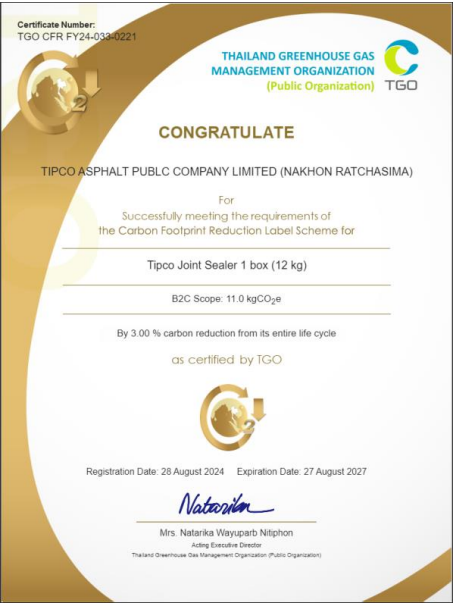 Certificate Number:
TGO CFR FY24-033-0221
THAILAND GREENHOUSE GAS
MANAGEMENT ORGANIZATION
(Public Organization)
TGO
2
CONGRATULATE
TIPCO ASPHALT PUBLC COMPANY LIMITED (NAKHON RATCHASIMA)
For
Successfully meeting the requirements of
the Carbon Footprint Reduction Label Scheme for
Tipco Joint Sealer 1 box (12 kg)
B2C Scope: 11.0 kgCO₂e
By 3.00 % carbon reduction from its entire life cycle
as certified by TGO
2
Registration Date: 28 August 2024 Expiration Date: 27 August 2027
Natarika
Mrs. Natarika Wayuparb Nitiphon
Acting Executive Director
Thailand Greenhouse Gas Management Organization (Public Organization)